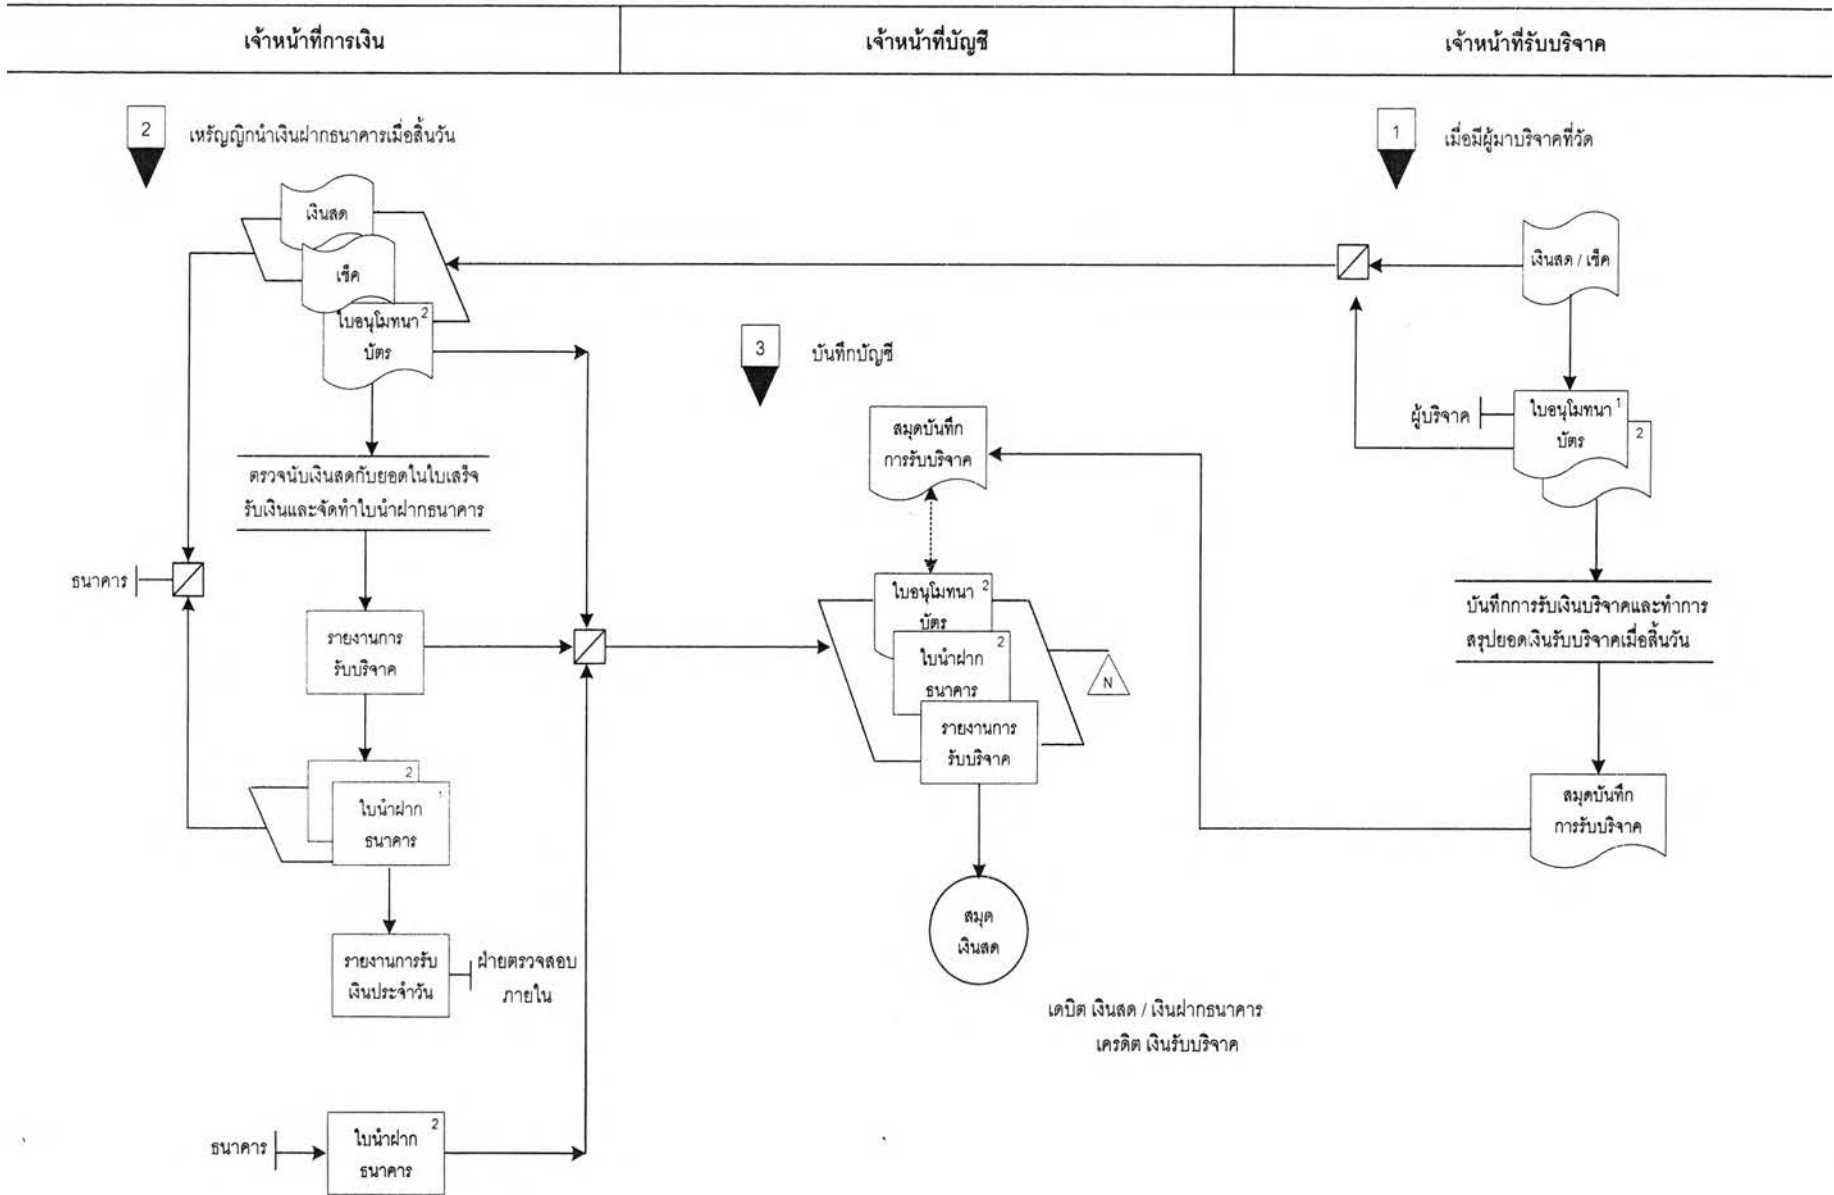 เจ้าหน้าที่การเงิน
เจ้าหน้าที่บัญชี
เจ้าหน้าที่รับบริจาค
2
เหรัญญิกนำเงินฝากธนาคารเมื่อสิ้นวัน
เงินสด
เช็ค
ใบอนุโมทนา 2
บัตร
ตรวจนับเงินสดกับยอดในใบเสร็จ
รับเงินและจัดทำใบนำฝากธนาคาร
ธนาคาร
รายงานการ
รับบริจาค
2
1
ใบนำฝาก
ธนาคาร
รายงานการรับ
เงินประจำวัน
ฝ่ายตรวจสอบ
ภายใน
ธนาคาร
ใบนำฝาก 2
ธนาคาร
3
บันทึกบัญชี
สมุดบันทึก
การรับบริจาค
ใบอนุโมทนา 2
บัตร
2
ใบนำฝาก
ธนาคาร
รายงานการ
รับบริจาค
N
สมุด
เงินสด
เดบิต เงินสด / เงินฝากธนาคาร
เครดิต เงินรับบริจาค
1
เมื่อมีผู้มาบริจาคที่วัด
เงินสด / เช็ค
ผู้บริจาค
ใบอนุโมทนา 1
บัตร
2
บันทึกการรับเงินบริจาคและทำการ
สรุปยอดเงินรับบริจาคเมื่อสิ้นวัน
สมุดบันทึก
การรับบริจาค